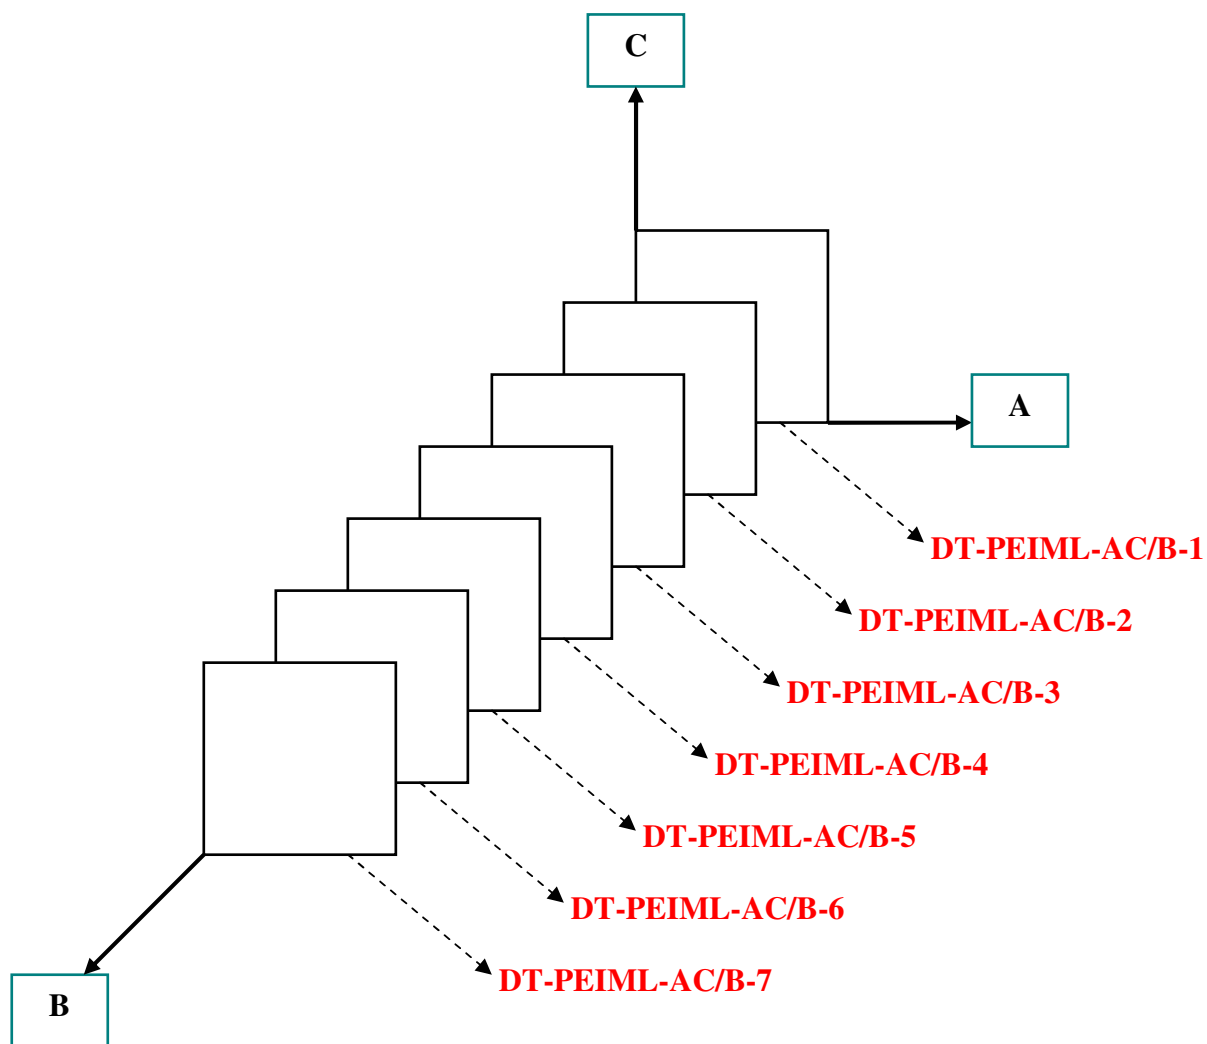 C
A
DT-PEIML-AC/B-1
DT-PEIML-AC/B-2
DT-PEIML-AC/B-3
DT-PEIML-AC/B-4
DT-PEIML-AC/B-5
DT-PEIML-AC/B-6
DT-PEIML-AC/B-7
B